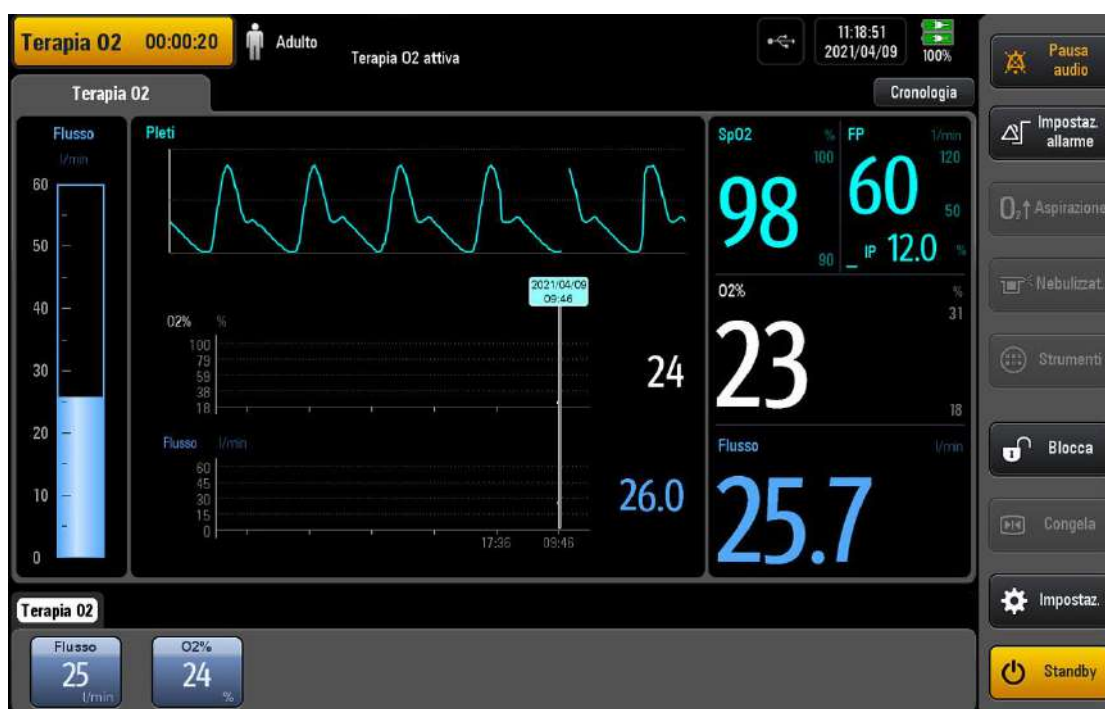 Terapia O2 00:00:20 Adulto Terapia O2 attiva 11:18:51
2021/04/09 100%
Terapia O2
Cronologia
Flusso
l/min
60
50
40
30
20
10
0
Pleti
2021/04/09
09:46
O2% %
100
79
59
38
18
24
Flusso l/min
60
45
30
15
0
17:36 09:46
26.0
SpO2 %
100
98
90
FP 1/min
120
60
50
IP 12.0 %
O2% %
31
23
18
Flusso l/min
25.7
Terapia O2
Flusso
25
l/min
O2%
24
%
Pausa
audio
Impostaz.
allarme
O2↑ Aspirazione
Nebulizzat.
Strumenti
Blocca
Congela
Impostaz.
Standby